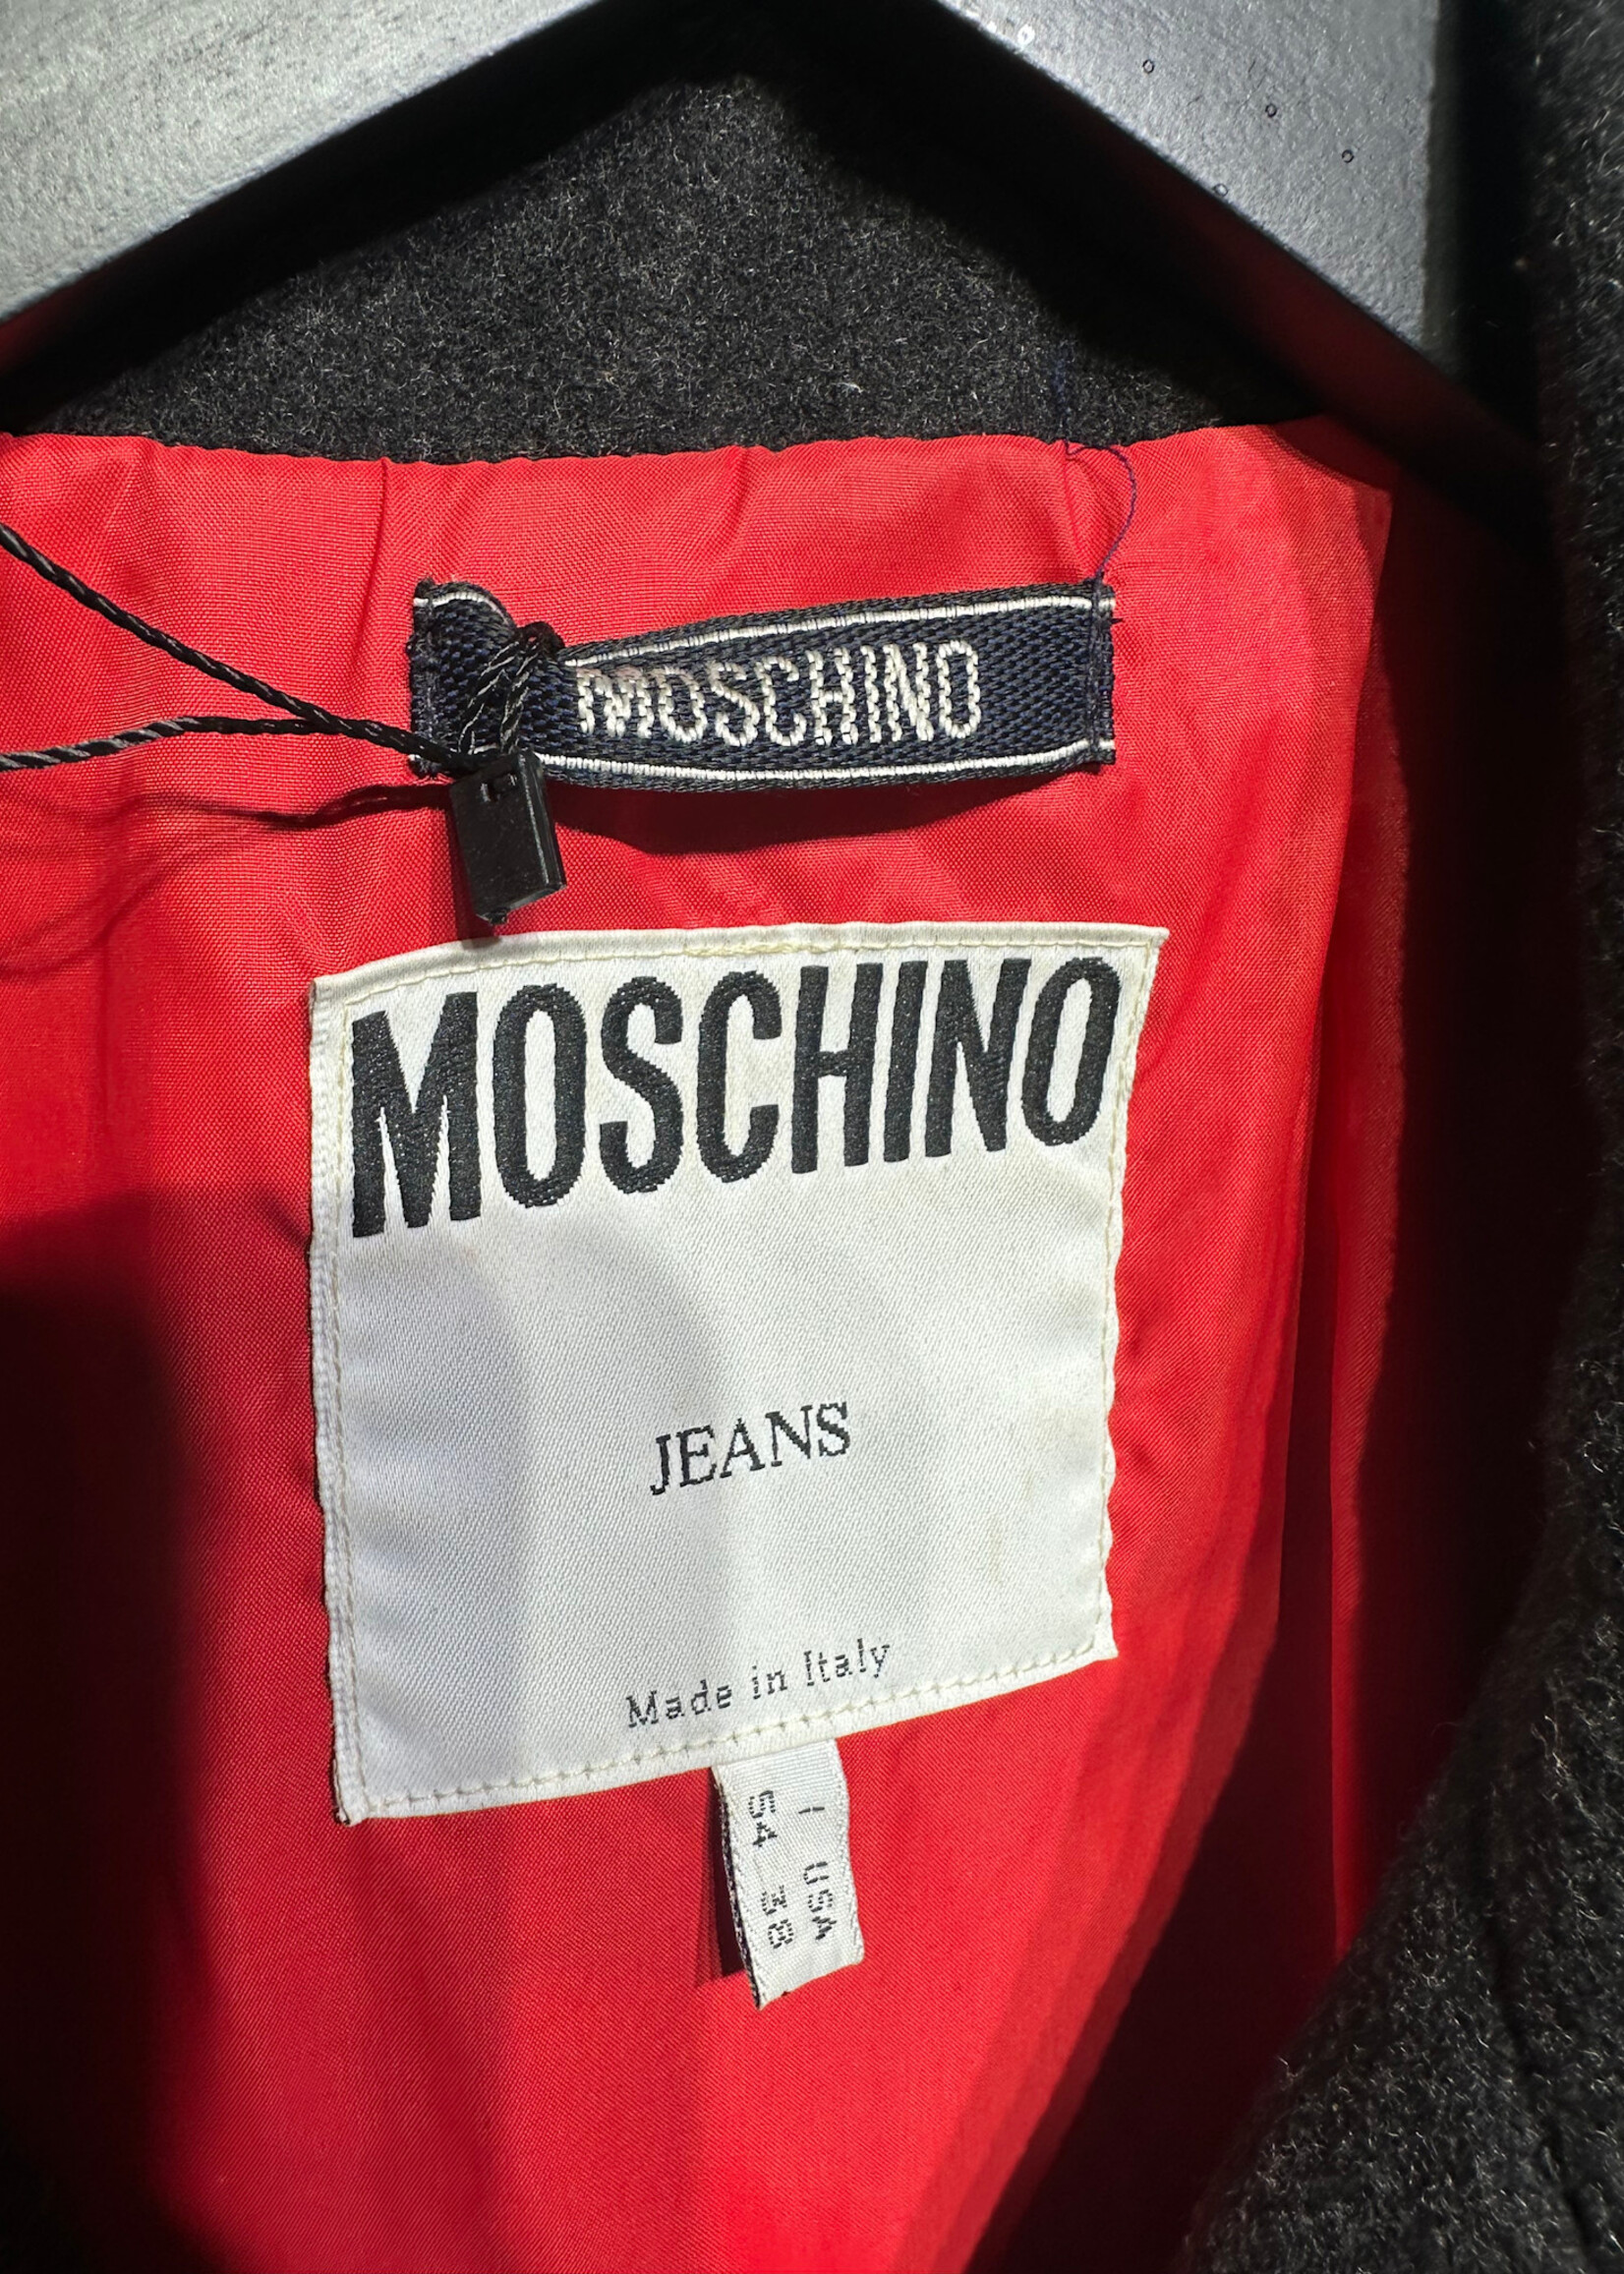 MOSCHINO
MOSCHINO
JEANS
Made in Italy
I USA
54 38